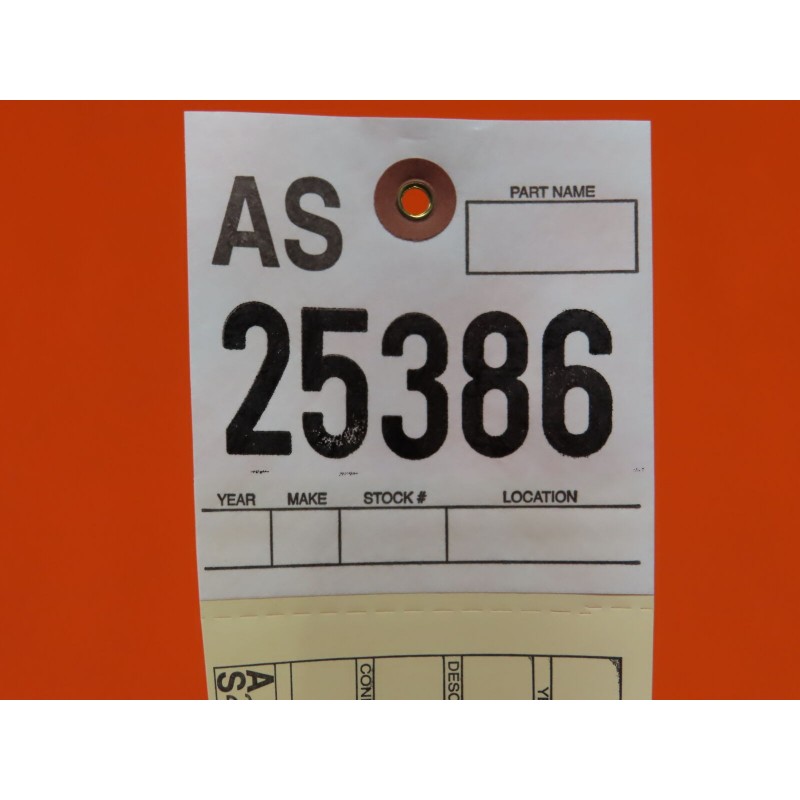 AS
PART NAME
25386
YEAR MAKE STOCK # LOCATION